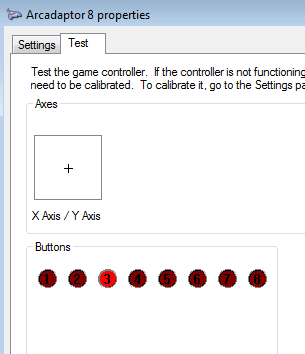 Arcadaptor 8 properties
Settings
Test
Test the game controller.  If the controller is not functioning
need to be calibrated.  To calibrate it, go to the Settings pa
Axes
X Axis / Y Axis
Buttons
1 2 3 4 5 6 7 8